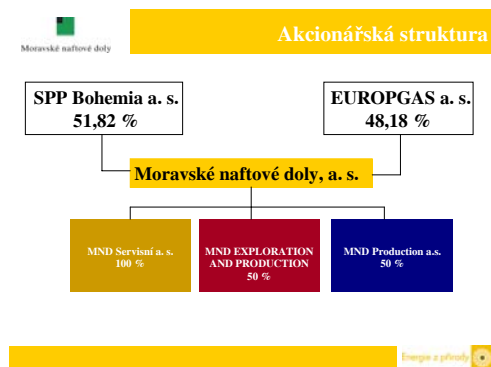 Moravské naftové doly
Akcionářská struktura
SPP Bohemia a. s.
51,82 %
EUROPGAS a. s.
48,18 %
Moravské naftové doly, a. s.
MND Servisní a. s.
100 %
MND EXPLORATION
AND PRODUCTION
50 %
MND Production a.s.
50 %
Energie z přírody